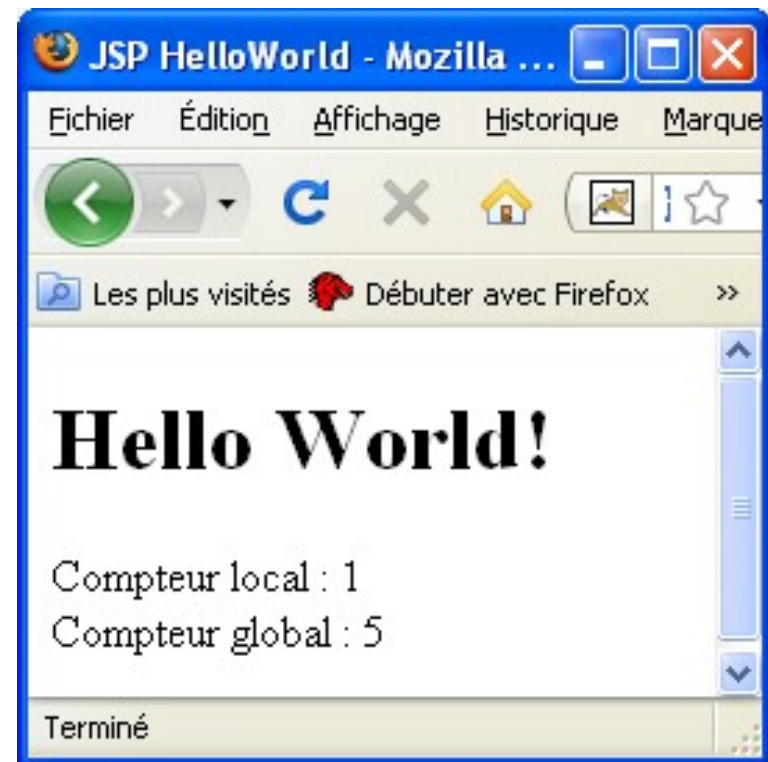 JSP HelloWorld - Mozilla ...
Fichier Édition Affichage Historique Marque
Les plus visités Débuter avec Firefox »
Hello World!
Compteur local : 1
Compteur global : 5
Terminé